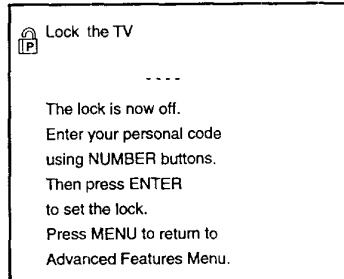 Lock the TV
P
- - - -
The lock is now off.
Enter your personal code
using NUMBER buttons.
Then press ENTER
to set the lock.
Press MENU to return to
Advanced Features Menu.